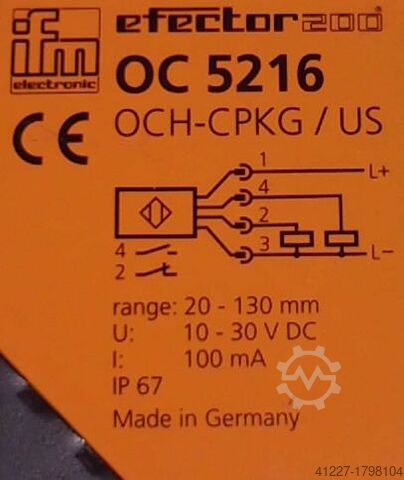 ifm electronic
efector200
OC 5216
OCH-CPKG / US
CE
1
L+
4
2
3
L−
4
2
range: 20 - 130 mm
U: 10 - 30 V DC
I: 100 mA
IP 67
Made in Germany
41227-1798104